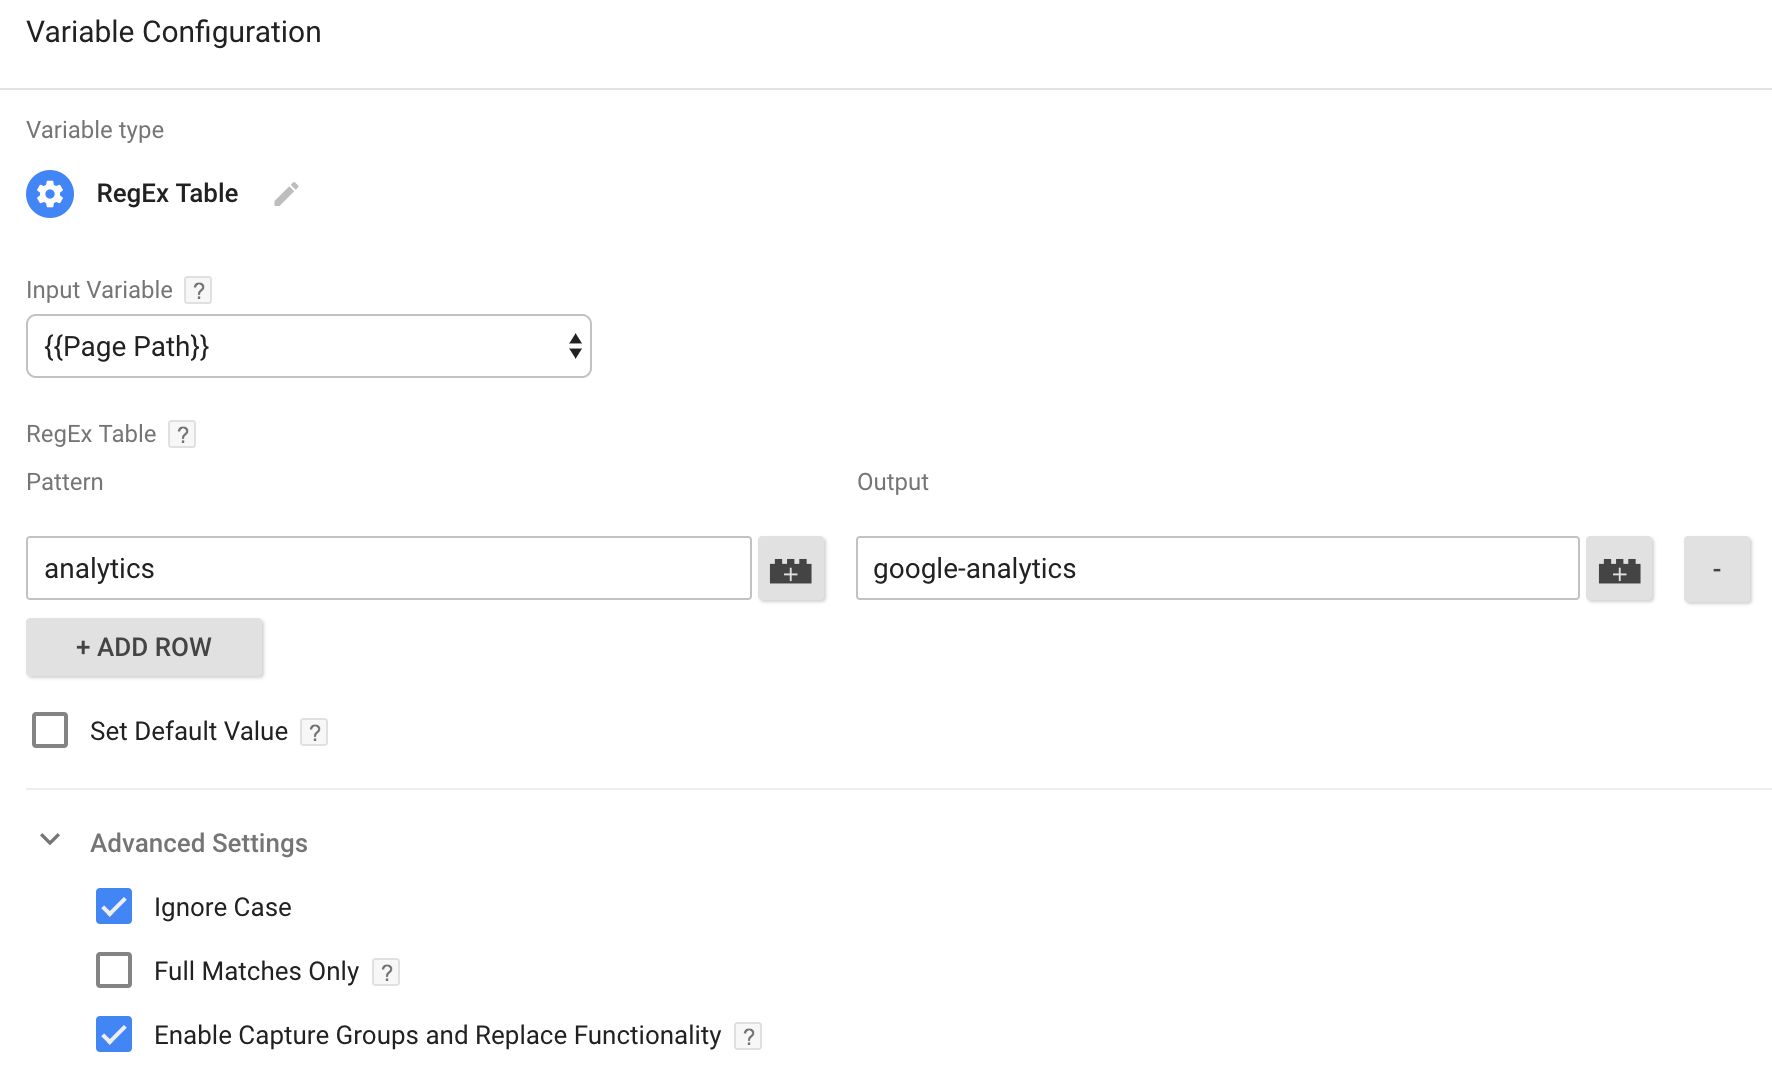 Variable Configuration
Variable type
RegEx Table
Input Variable ?
{{Page Path}}
RegEx Table ?
Pattern Output
analytics + google-analytics + -
+ ADD ROW
Set Default Value ?
Advanced Settings
Ignore Case
Full Matches Only ?
Enable Capture Groups and Replace Functionality ?